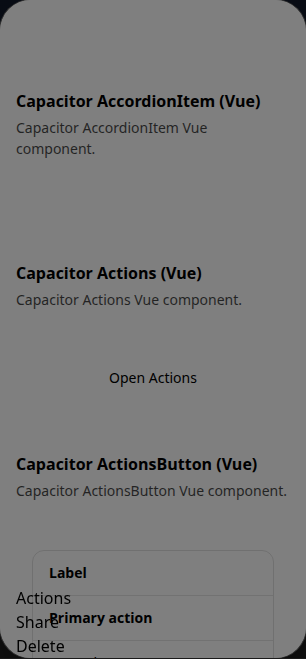 Capacitor AccordionItem (Vue)
Capacitor AccordionItem Vue
component.
Capacitor Actions (Vue)
Capacitor Actions Vue component.
Open Actions
Capacitor ActionsButton (Vue)
Capacitor ActionsButton Vue component.
Label
Actions
Primary action
Share
Delete